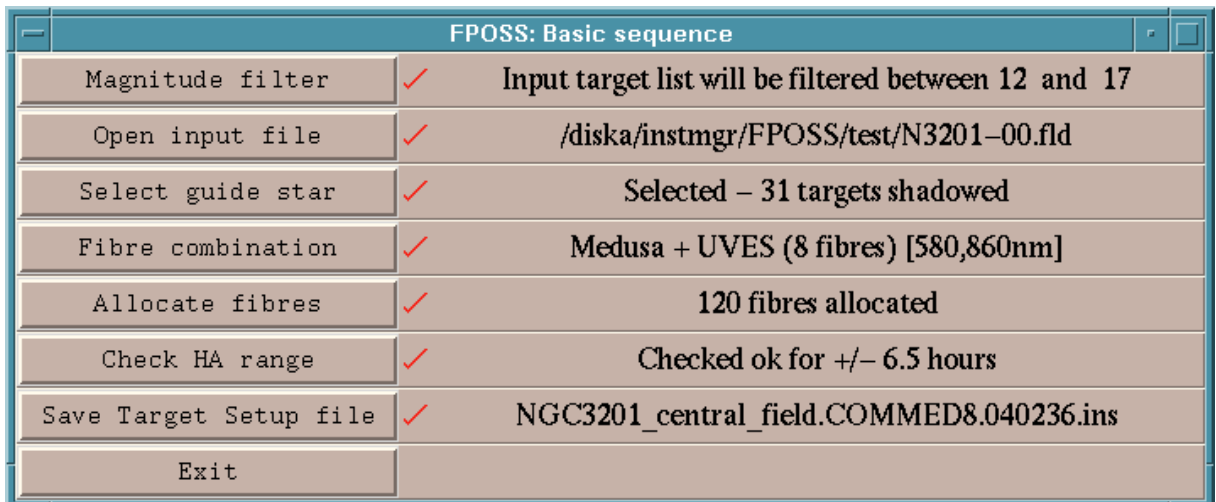 FPOSS: Basic sequence
Magnitude filter Input target list will be filtered between 12 and 17
Open input file /diska/instmgr/FPOSS/test/N3201-00.fld
Select guide star Selected – 31 targets shadowed
Fibre combination Medusa + UVES (8 fibres) [580,860nm]
Allocate fibres 120 fibres allocated
Check HA range Checked ok for +/– 6.5 hours
Save Target Setup file NGC3201_central_field.COMMED8.040236.ins
Exit